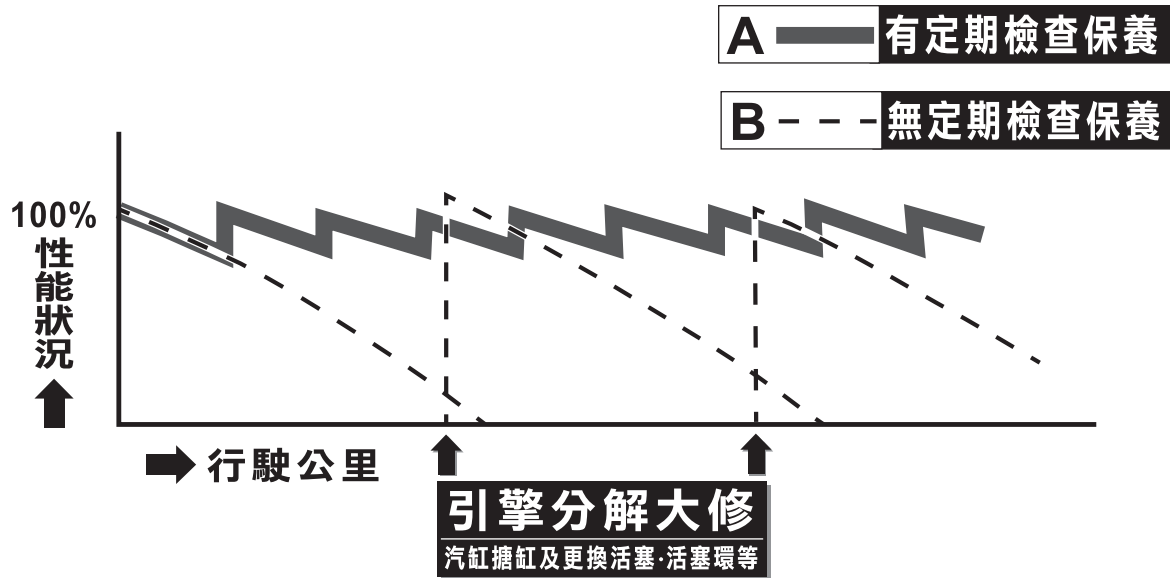 A 有定期檢查保養
B 無定期檢查保養
100%
性能狀況
行駛公里
引擎分解大修
汽缸搪缸及更換活塞·活塞環等